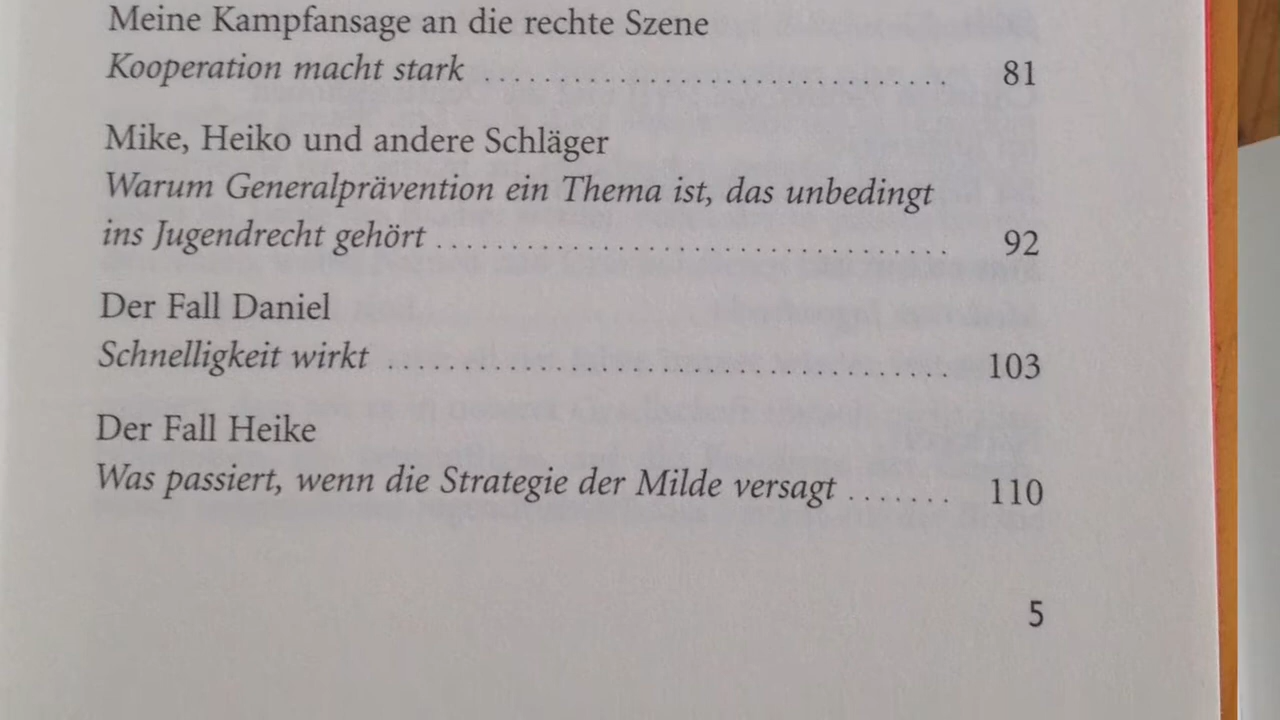 Meine Kampfansage an die rechte Szene
Kooperation macht stark ........................................ 81
Mike, Heiko und andere Schläger
Warum Generalprävention ein Thema ist, das unbedingt
ins Jugendrecht gehört ........................................ 92
Der Fall Daniel
Schnelligkeit wirkt ........................................ 103
Der Fall Heike
Was passiert, wenn die Strategie der Milde versagt ....... 110
5